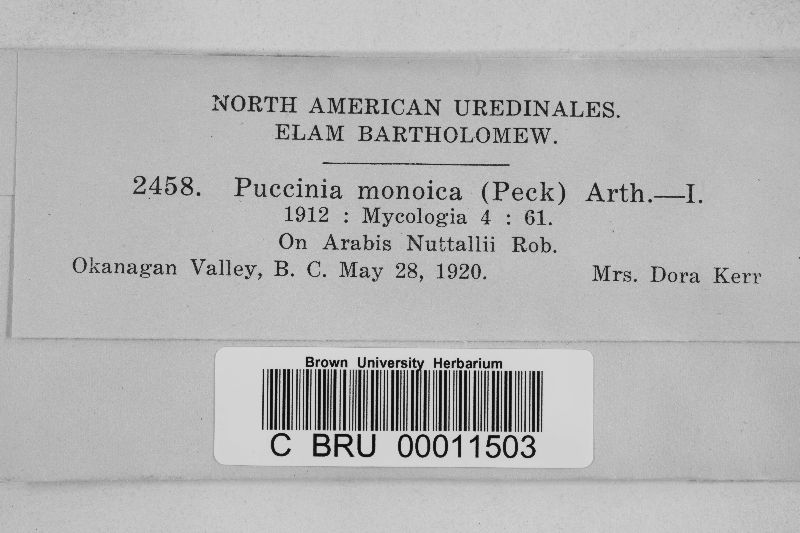 NORTH AMERICAN UREDINALES.
ELAM BARTHOLOMEW.
2458. Puccinia monoica (Peck) Arth.—I.
1912 : Mycologia 4 : 61.
On Arabis Nuttallii Rob.
Okanagan Valley, B. C. May 28, 1920. Mrs. Dora Kerr
Brown University Herbarium
C BRU 00011503